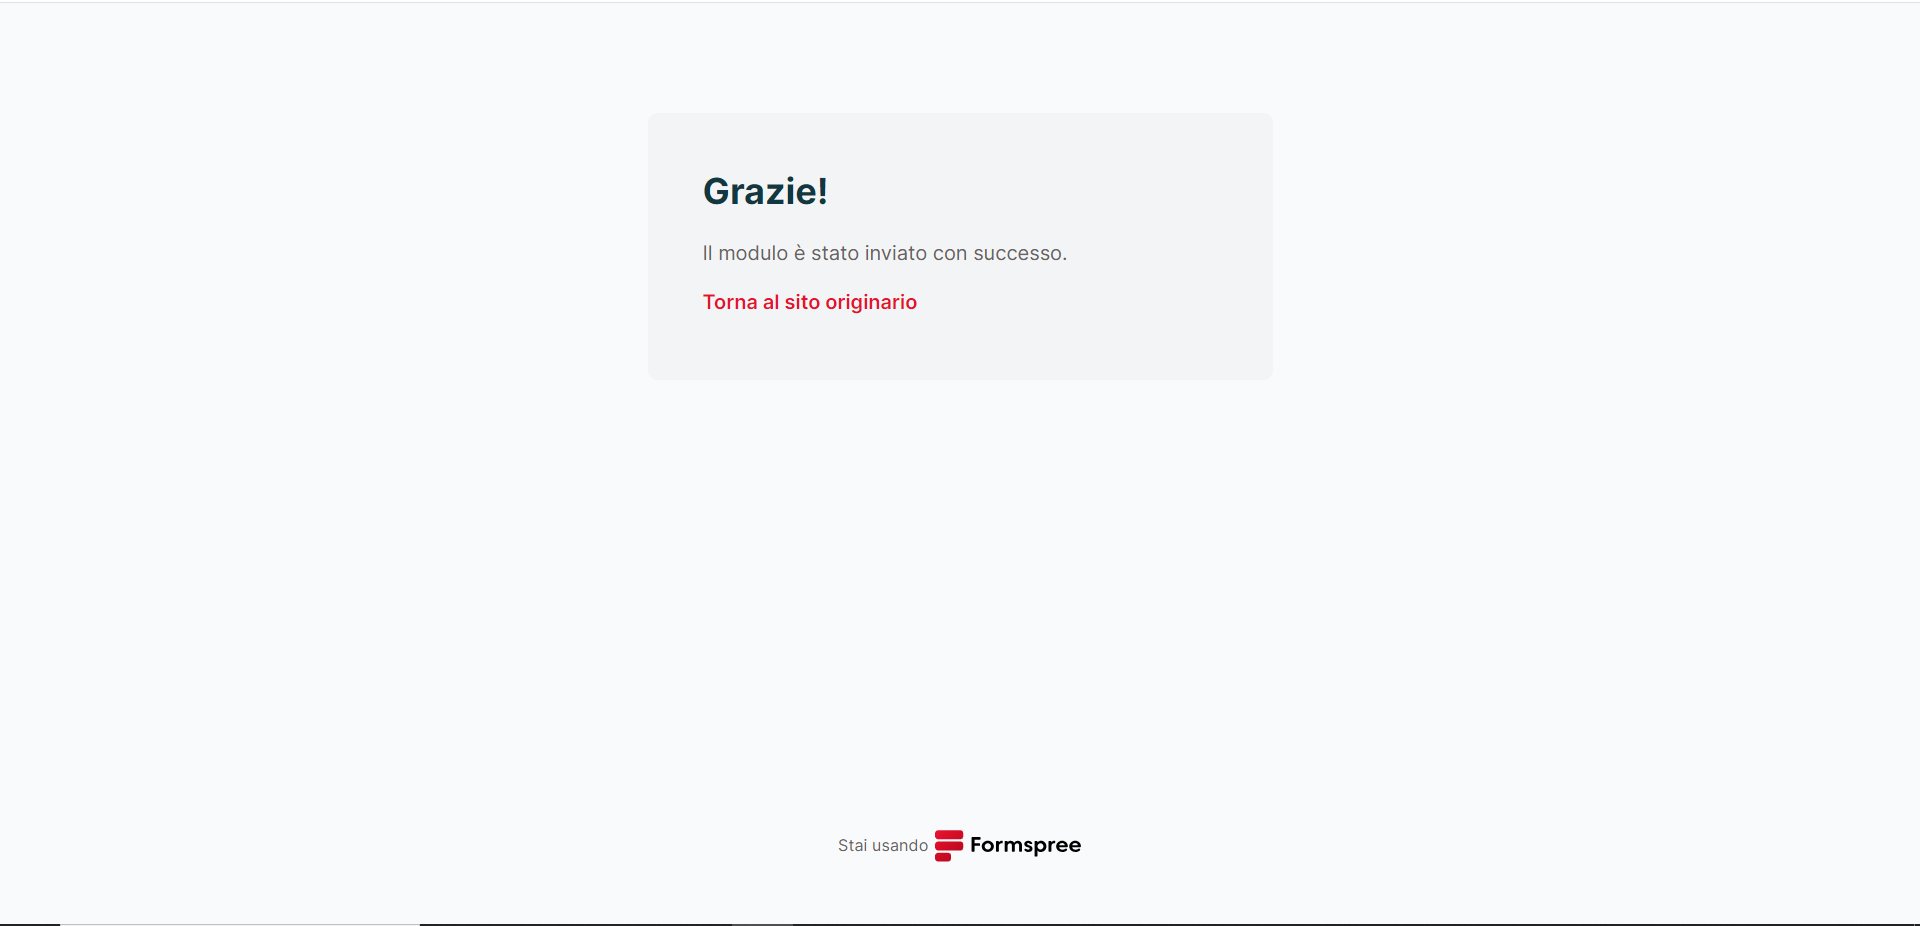 Grazie!
Il modulo è stato inviato con successo.
Torna al sito originario
Stai usando Formspree